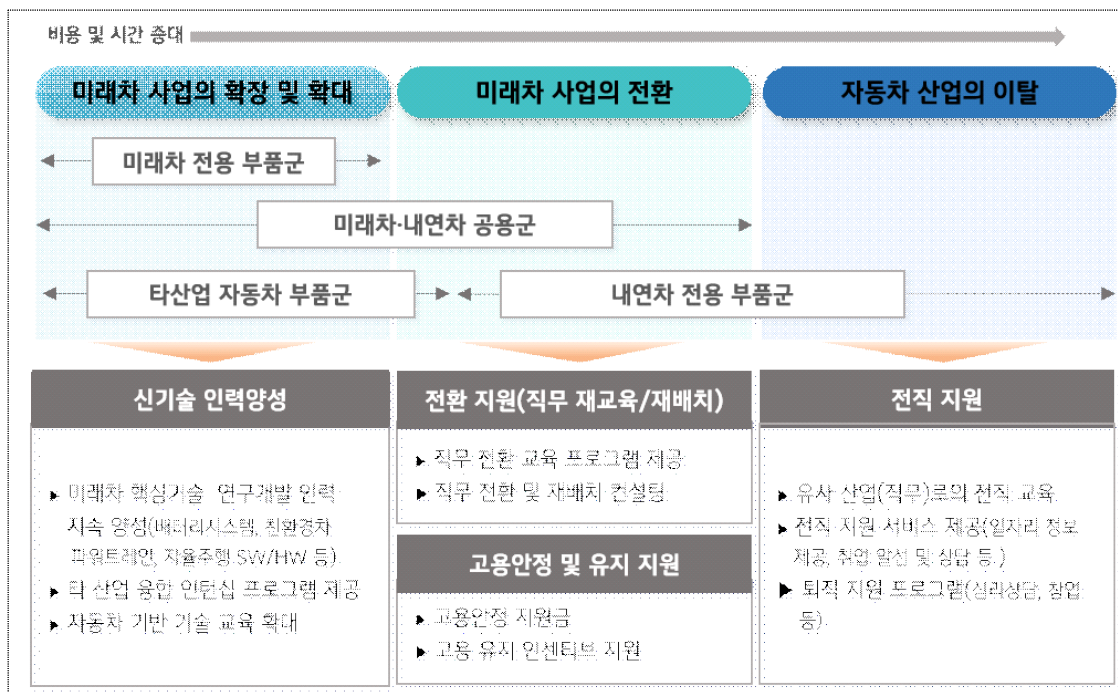 비용 및 시간 증대
미래차 사업의 확장 및 확대
미래차 사업의 전환
자동차 산업의 이탈
미래차 전용 부품군
미래차·내연차 공용군
타산업 자동차 부품군
내연차 전용 부품군
신기술 인력양성
▶ 미래차 핵심기술 연구개발 인력
지속 양성(배터리시스템, 친환경차
파워트레인, 자율주행 SW/HW 등)
▶ 타 산업 융합 인턴십 프로그램 제공
▶ 자동차 기반 기술 교육 확대
전환 지원(직무 재교육/재배치)
▶ 직무 전환 교육 프로그램 제공
▶ 직무 전환 및 재배치 컨설팅
고용안정 및 유지 지원
▶ 고용안정 지원금
▶ 고용 유지 인센티브 지원
전직 지원
▶ 유사 산업(직무)로의 전직 교육
▶ 전직 지원 서비스 제공(일자리 정보
제공, 취업 알선 및 상담 등.)
▶ 퇴직 지원 프로그램(심리상담, 창업
등)